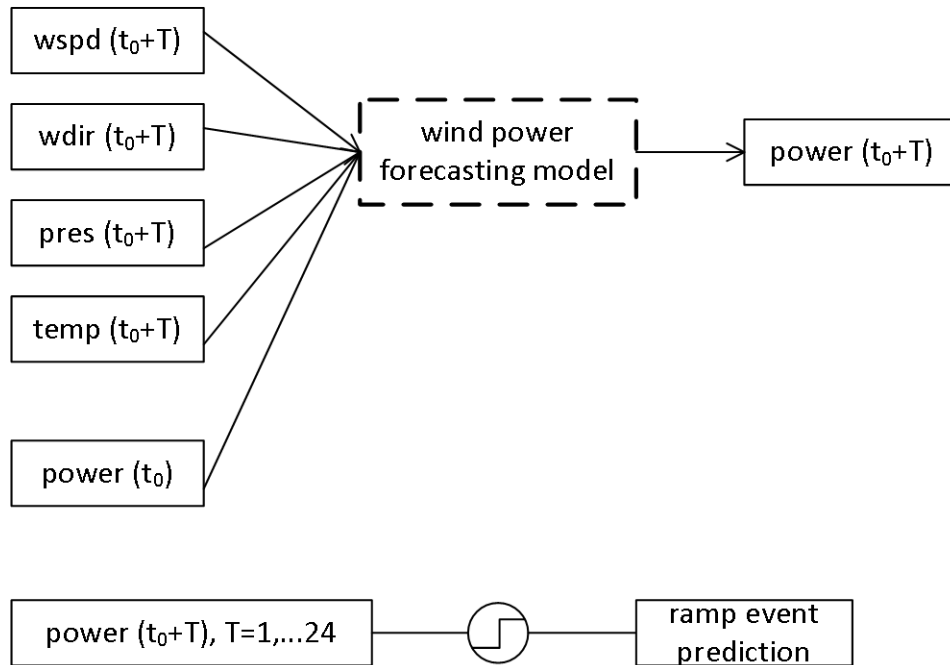 wspd (t₀+T)
wdir (t₀+T)
pres (t₀+T)
temp (t₀+T)
power (t₀)
wind power
forecasting model
power (t₀+T)
power (t₀+T), T=1,...24
ramp event
prediction